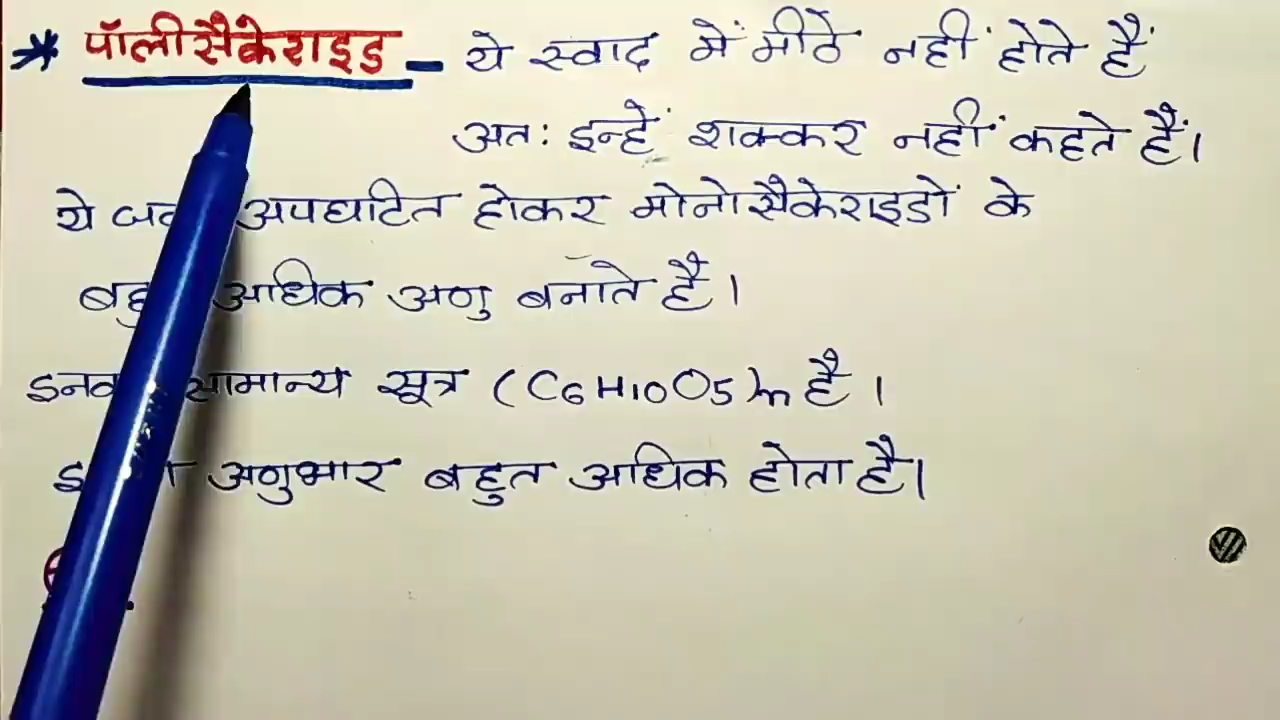 * पॉलीसैकेराइड - ये स्वाद में मीठे नहीं होते हैं
अतः इन्हें शक्कर नहीं कहते हैं।
ये अपघटित होकर मोनोसैकेराइडों के
अधिक अणु बनाते हैं।
सामान्य सूत्र (C6H10O5)n है।
अणुभार बहुत अधिक होता है।